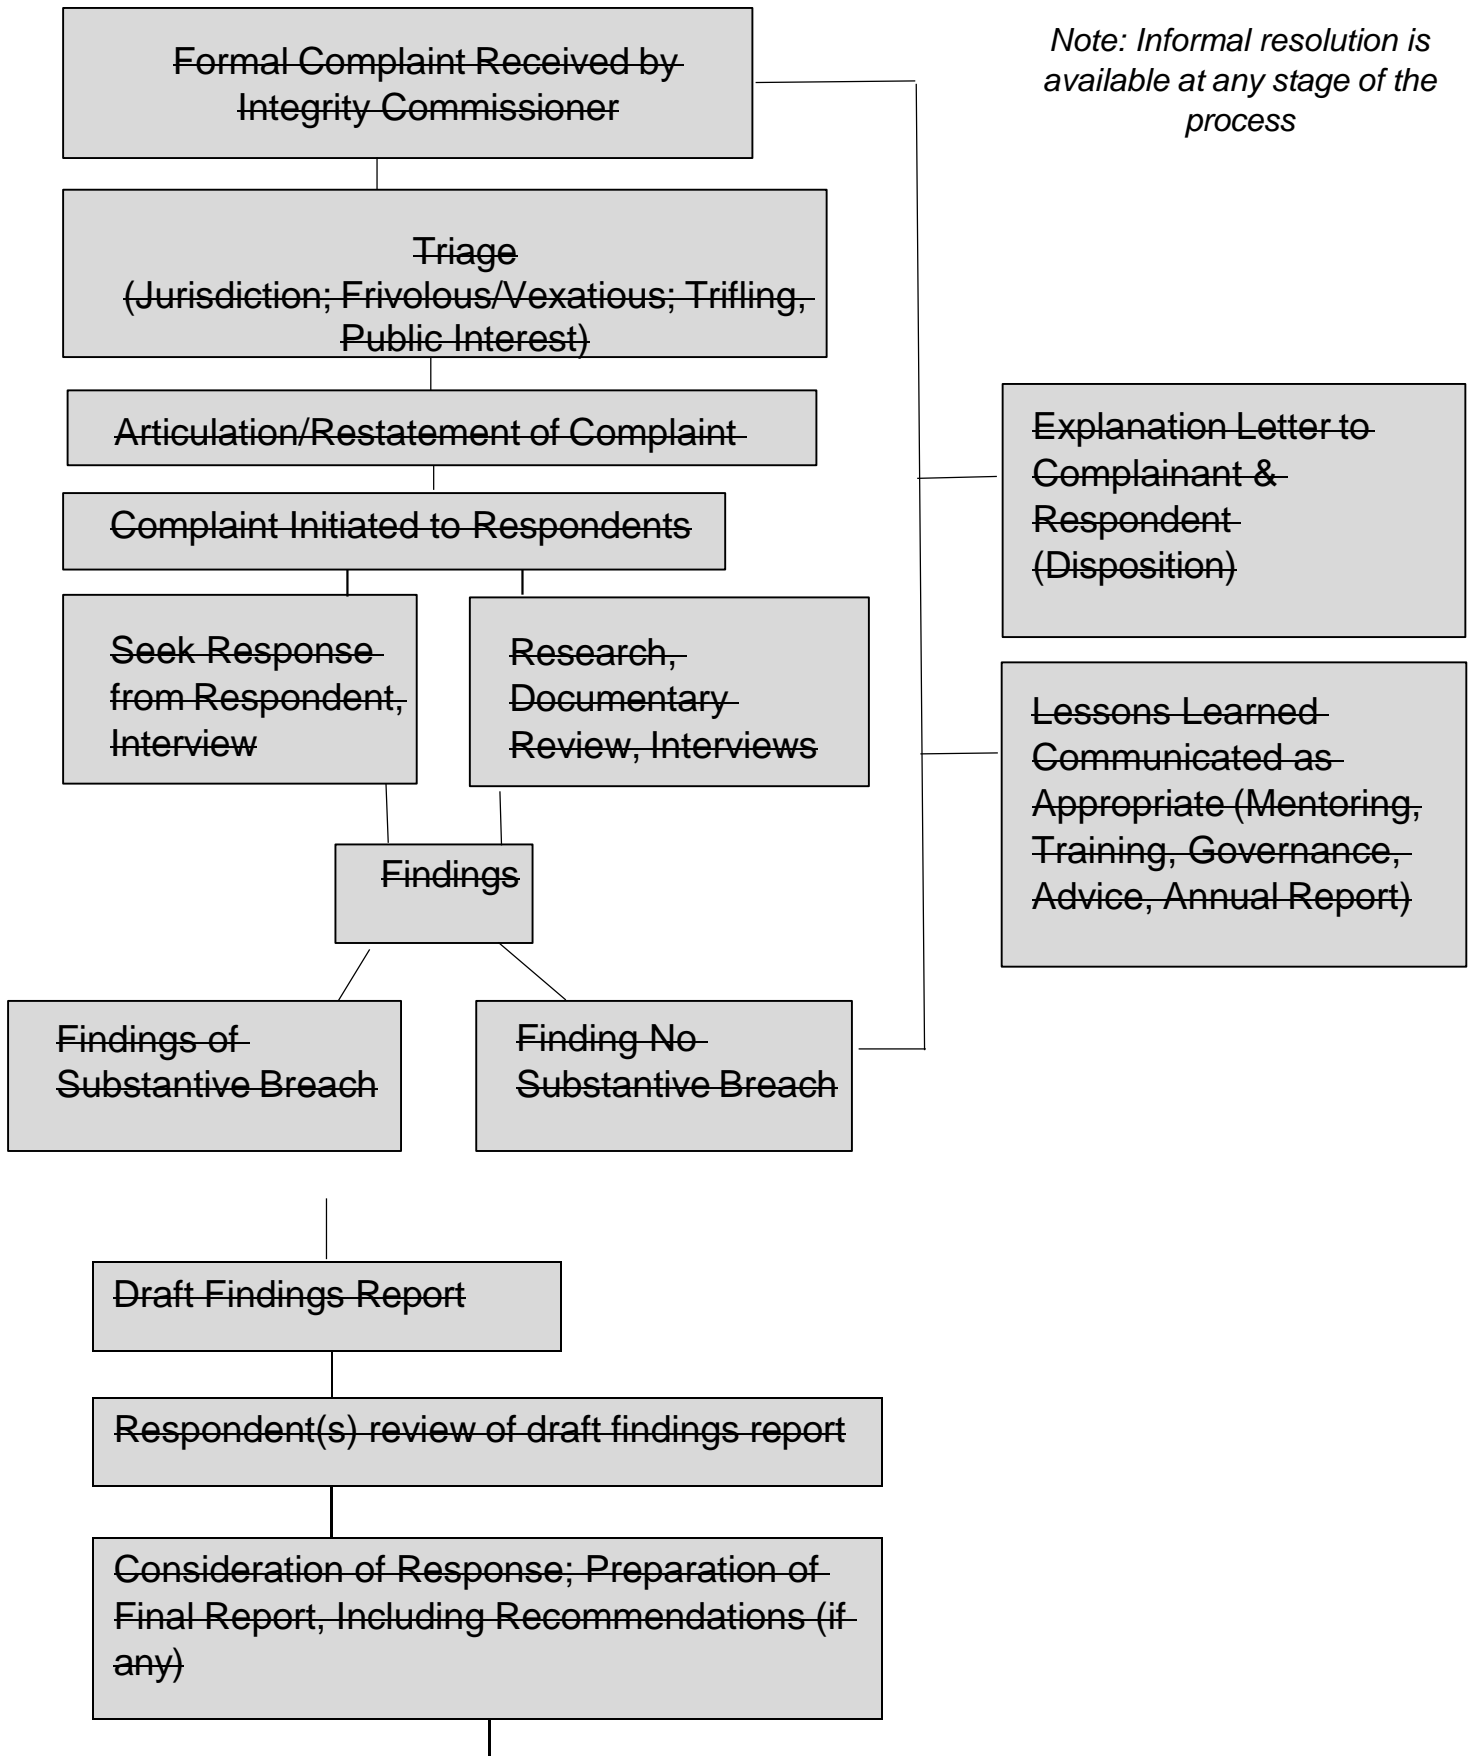 Formal Complaint Received by
Integrity Commissioner
Note: Informal resolution is
available at any stage of the
process
Triage
(Jurisdiction; Frivolous/Vexatious; Trifling,
Public Interest)
Articulation/Restatement of Complaint
Complaint Initiated to Respondents
Seek Response
from Respondent,
Interview
Research,
Documentary
Review, Interviews
Explanation Letter to
Complainant &
Respondent
(Disposition)
Lessons Learned
Communicated as
Appropriate (Mentoring,
Training, Governance,
Advice, Annual Report)
Findings
Findings of
Substantive Breach
Finding No
Substantive Breach
Draft Findings Report
Respondent(s) review of draft findings report
Consideration of Response; Preparation of
Final Report, Including Recommendations (if
any)